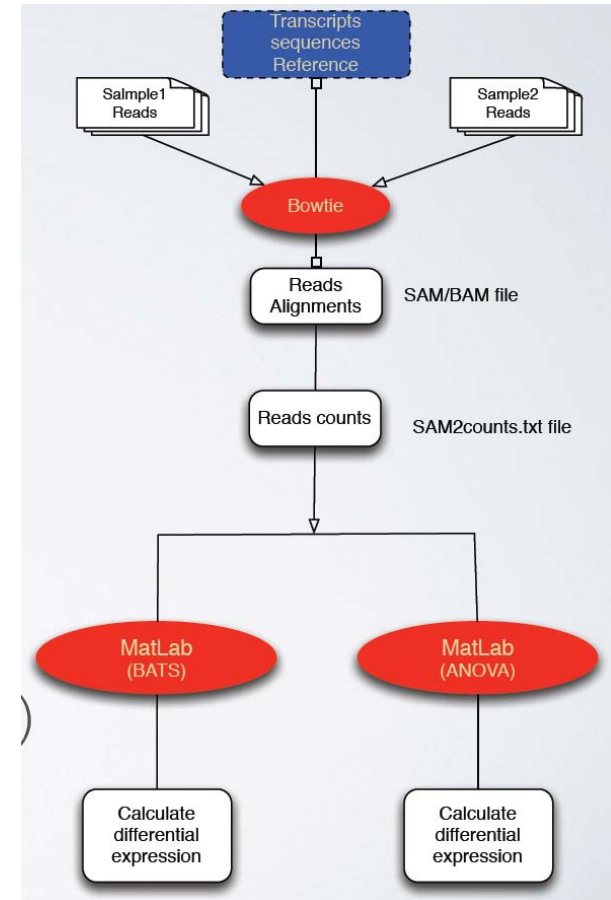 Transcripts
sequences
Reference
Salmple1
Reads
Sample2
Reads
Bowtie
Reads
Alignments
SAM/BAM file
Reads counts
SAM2counts.txt file
MatLab
(BATS)
MatLab
(ANOVA)
Calculate
differential
expression
Calculate
differential
expression